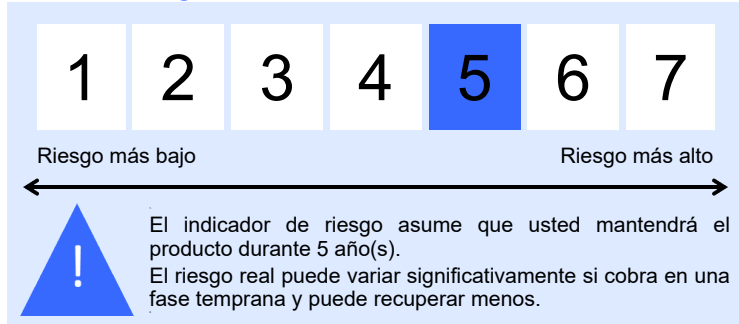 1 2 3 4 5 6 7
Riesgo más bajo Riesgo más alto
El indicador de riesgo asume que usted mantendrá el
producto durante 5 año(s).
El riesgo real puede variar significativamente si cobra en una
! fase temprana y puede recuperar menos.